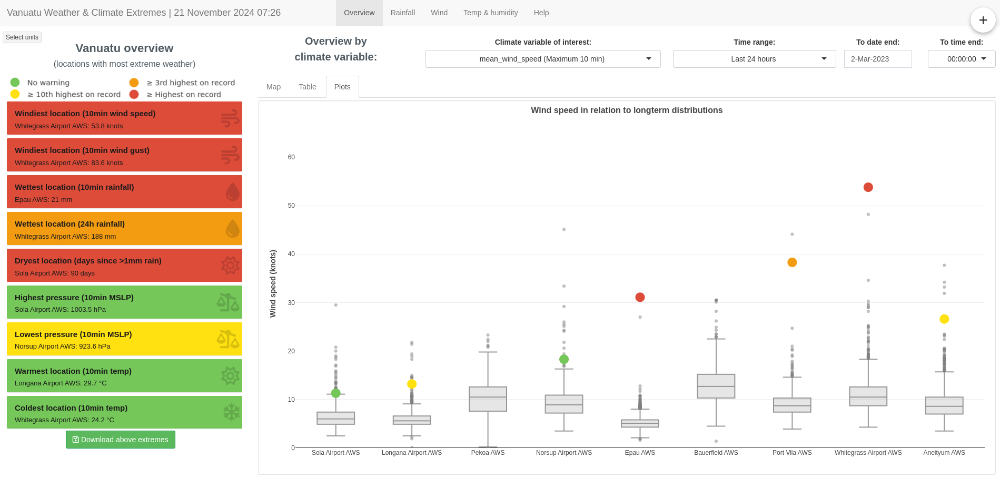 Vanuatu Weather & Climate Extremes | 21 November 2024 07:26
Overview
Rainfall
Wind
Temp & humidity
Help
+
Select units
Vanuatu overview
(locations with most extreme weather)
No warning
≥ 3rd highest on record
≥ 10th highest on record
≥ Highest on record
Windiest location (10min wind speed)
Whitegrass Airport AWS: 53.8 knots
Windiest location (10min wind gust)
Whitegrass Airport AWS: 83.6 knots
Wettest location (10min rainfall)
Epau AWS: 21 mm
Wettest location (24h rainfall)
Whitegrass Airport AWS: 188 mm
Dryest location (days since >1mm rain)
Sola Airport AWS: 90 days
Highest pressure (10min MSLP)
Sola Airport AWS: 1003.5 hPa
Lowest pressure (10min MSLP)
Norsup Airport AWS: 923.6 hPa
Warmest location (10min temp)
Longana Airport AWS: 29.7 °C
Coldest location (10min temp)
Whitegrass Airport AWS: 24.2 °C
Download above extremes
Overview by
climate variable:
Climate variable of interest:
mean_wind_speed (Maximum 10 min)
Time range:
Last 24 hours
To date end:
2-Mar-2023
To time end:
00:00:00
Map
Table
Plots
Wind speed in relation to longterm distributions
Wind speed (knots)
60
50
40
30
20
10
0
Sola Airport AWS
Longana Airport AWS
Pekoa AWS
Norsup Airport AWS
Epau AWS
Bauerfield AWS
Port Vila AWS
Whitegrass Airport AWS
Aneityum AWS